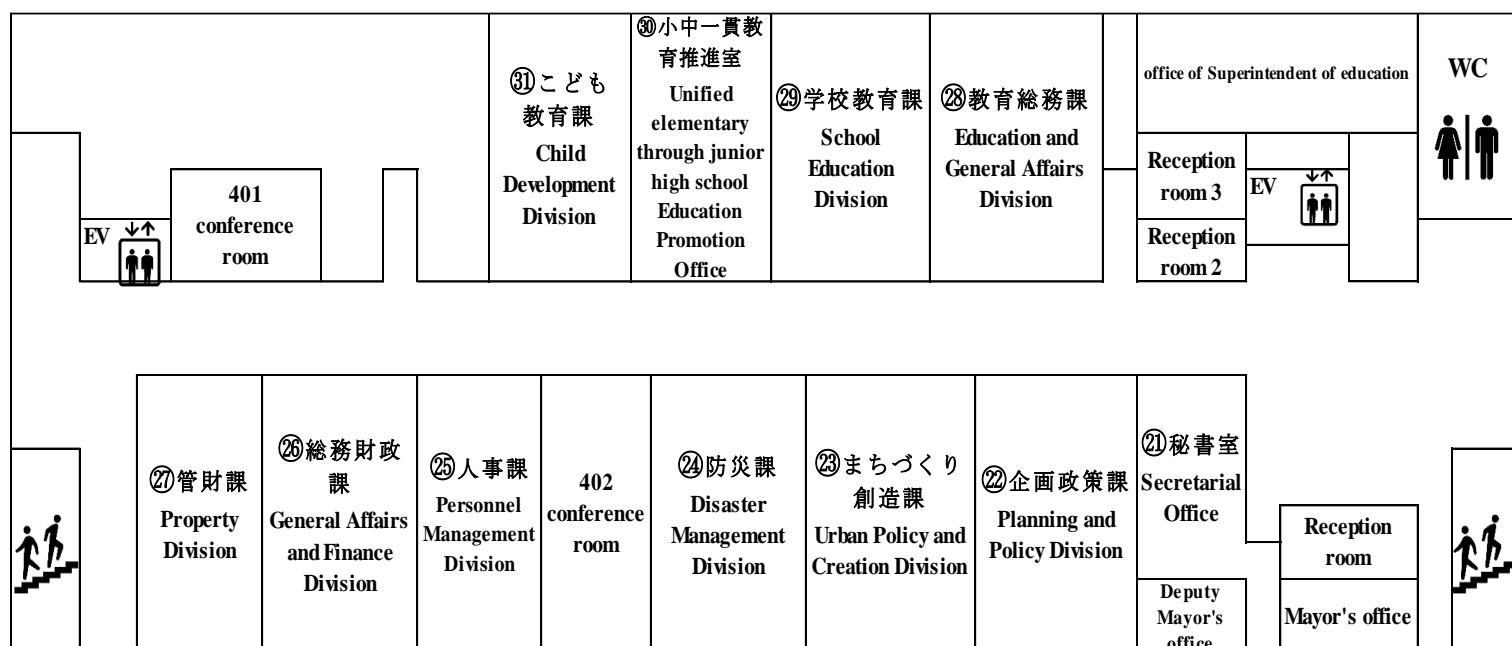 ㉛こども
教育課
Child
Development
Division
㉚小中一貫教
育推進室
Unified
elementary
through junior
high school
Education
Promotion
Office
㉙学校教育課
School
Education
Division
㉘教育総務課
Education and
General Affairs
Division
office of Superintendent of education
WC
Reception
room 3
EV
Reception
room 2
EV
401
conference
room
㉗管財課
Property
Division
㉖総務財政
課
General Affairs
and Finance
Division
㉕人事課
Personnel
Management
Division
402
conference
room
㉔防災課
Disaster
Management
Division
㉓まちづくり
創造課
Urban Policy and
Creation Division
㉒企画政策課
Planning and
Policy Division
㉑秘書室
Secretarial
Office
Deputy
Mayor's
office
Reception
room
Mayor's office